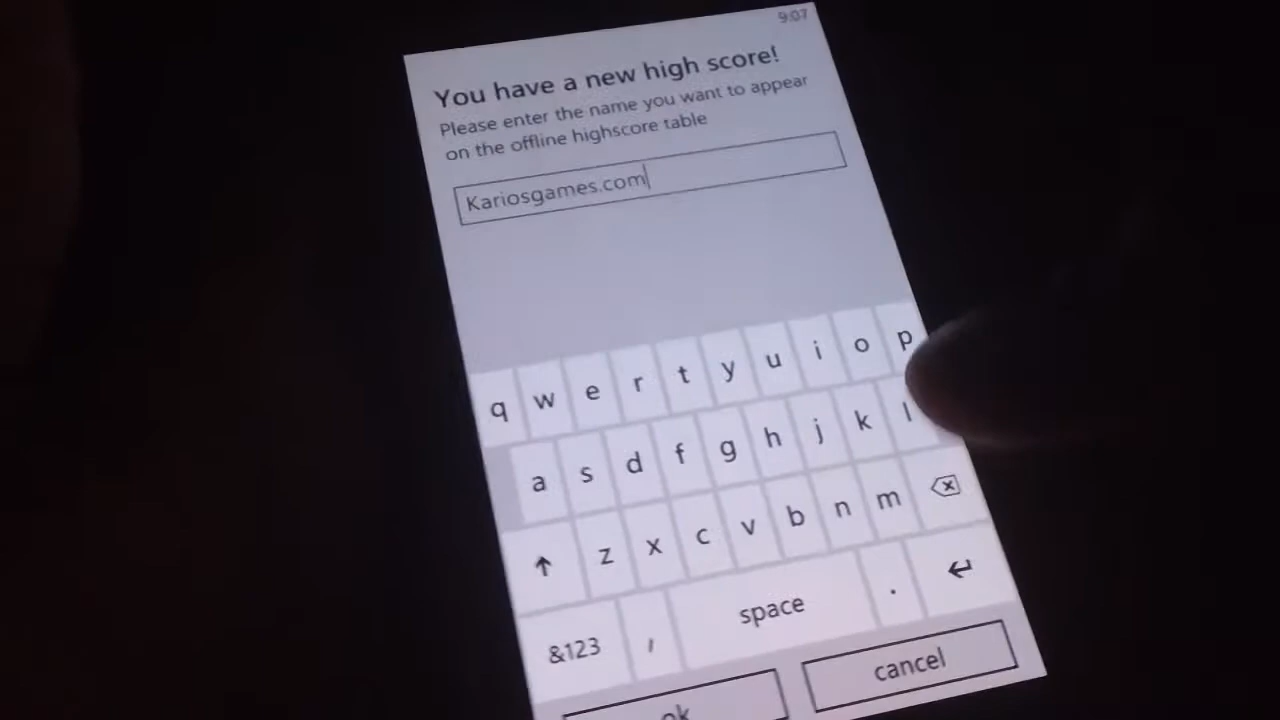 9:07
You have a new high score!
Please enter the name you want to appear
on the offline highscore table
Kariosgames.com
q w e r t y u i o p
a s d f g h j k l
z x c v b n m
&123 , space . 
ok cancel